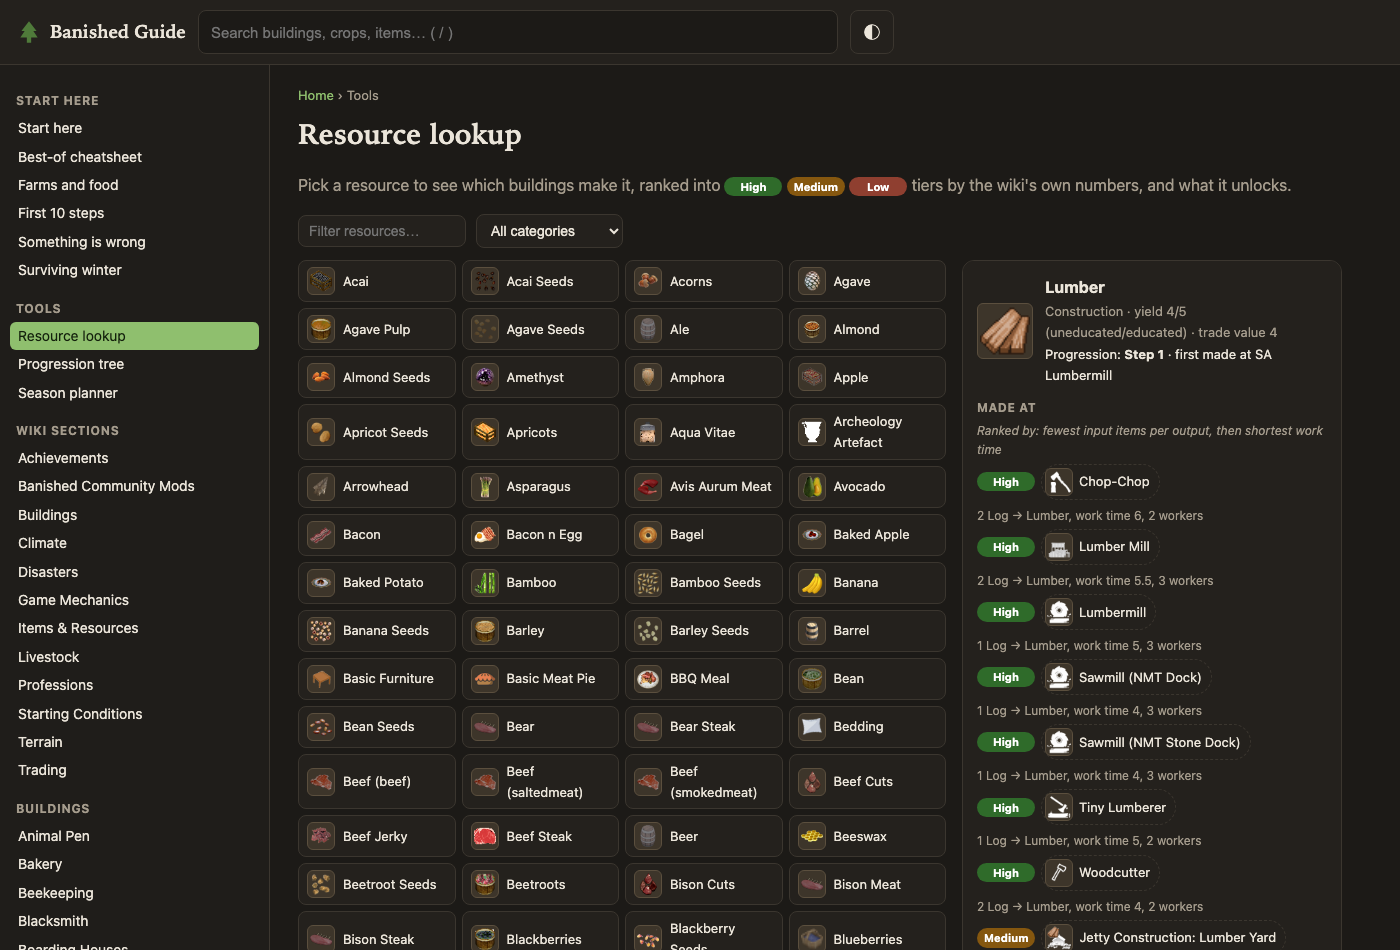 Banished Guide
Search buildings, crops, items… ( / )
START HERE
Start here
Best-of cheatsheet
Farms and food
First 10 steps
Something is wrong
Surviving winter
TOOLS
Resource lookup
Progression tree
Season planner
WIKI SECTIONS
Achievements
Banished Community Mods
Buildings
Climate
Disasters
Game Mechanics
Items & Resources
Livestock
Professions
Starting Conditions
Terrain
Trading
BUILDINGS
Animal Pen
Bakery
Beekeeping
Blacksmith
Boarding Houses
Home › Tools
Resource lookup
Pick a resource to see which buildings make it, ranked into High Medium Low tiers by the wiki's own numbers, and what it unlocks.
Filter resources…
All categories
Acai
Acai Seeds
Acorns
Agave
Agave Pulp
Agave Seeds
Ale
Almond
Almond Seeds
Amethyst
Amphora
Apple
Apricot Seeds
Apricots
Aqua Vitae
Archeology
Artefact
Arrowhead
Asparagus
Avis Aurum Meat
Avocado
Bacon
Bacon n Egg
Bagel
Baked Apple
Baked Potato
Bamboo
Bamboo Seeds
Banana
Banana Seeds
Barley
Barley Seeds
Barrel
Basic Furniture
Basic Meat Pie
BBQ Meal
Bean
Bean Seeds
Bear
Bear Steak
Bedding
Beef (beef)
Beef
(saltedmeat)
Beef
(smokedmeat)
Beef Cuts
Beef Jerky
Beef Steak
Beer
Beeswax
Beetroot Seeds
Beetroots
Bison Cuts
Bison Meat
Bison Steak
Blackberries
Blackberry
Seeds
Blueberries
Lumber
Construction · yield 4/5
(uneducated/educated) · trade value 4
Progression: Step 1 · first made at SA
Lumbermill
MADE AT
Ranked by: fewest input items per output, then shortest work
time
High Chop-Chop
2 Log → Lumber, work time 6, 2 workers
High Lumber Mill
2 Log → Lumber, work time 5.5, 3 workers
High Lumbermill
1 Log → Lumber, work time 5, 3 workers
High Sawmill (NMT Dock)
1 Log → Lumber, work time 4, 3 workers
High Sawmill (NMT Stone Dock)
1 Log → Lumber, work time 4, 3 workers
High Tiny Lumberer
1 Log → Lumber, work time 5, 2 workers
High Woodcutter
2 Log → Lumber, work time 4, 2 workers
Medium Jetty Construction: Lumber Yard